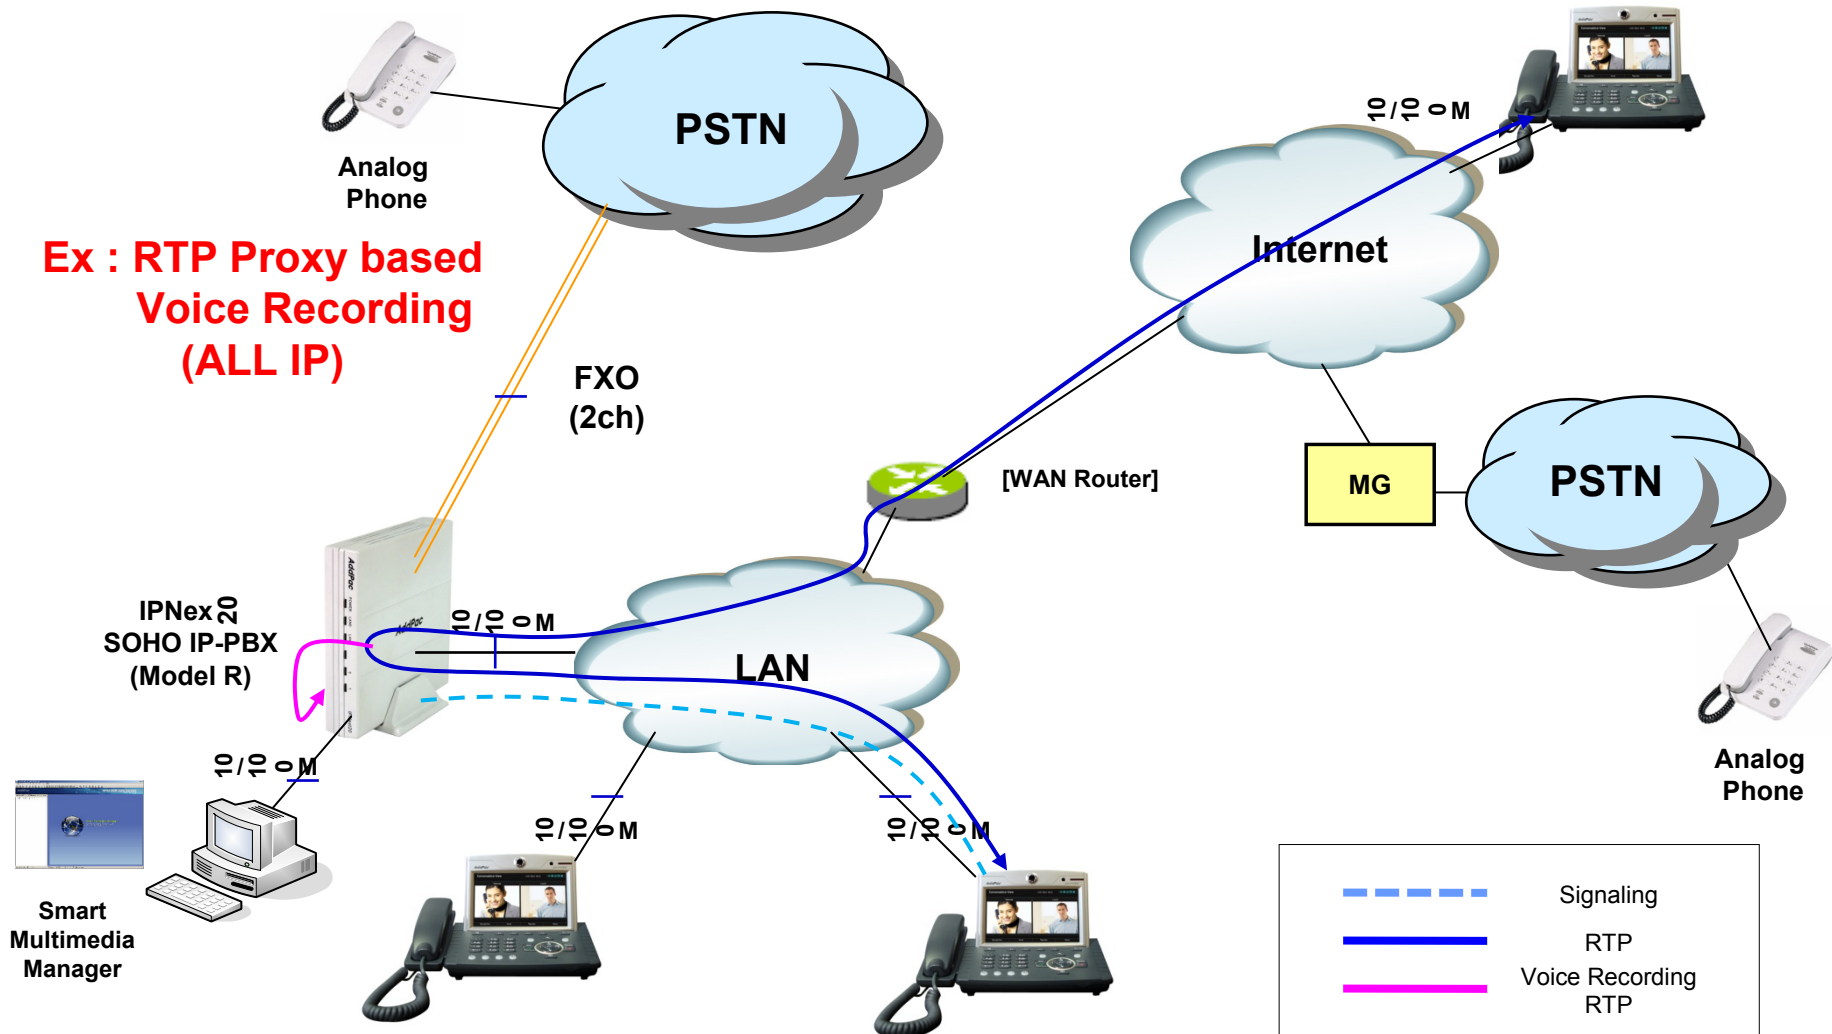 PSTN
Analog
Phone
Ex : RTP Proxy based
Voice Recording
(ALL IP)
FXO
(2ch)
10/100M
Internet
[WAN Router]
MG
PSTN
Analog
Phone
IPNex20
SOHO IP-PBX
(Model R)
AddPac
AddPac
10/100M
LAN
10/100M
10/100M
10/100M
Smart
Multimedia
Manager
Signaling
RTP
Voice Recording
RTP